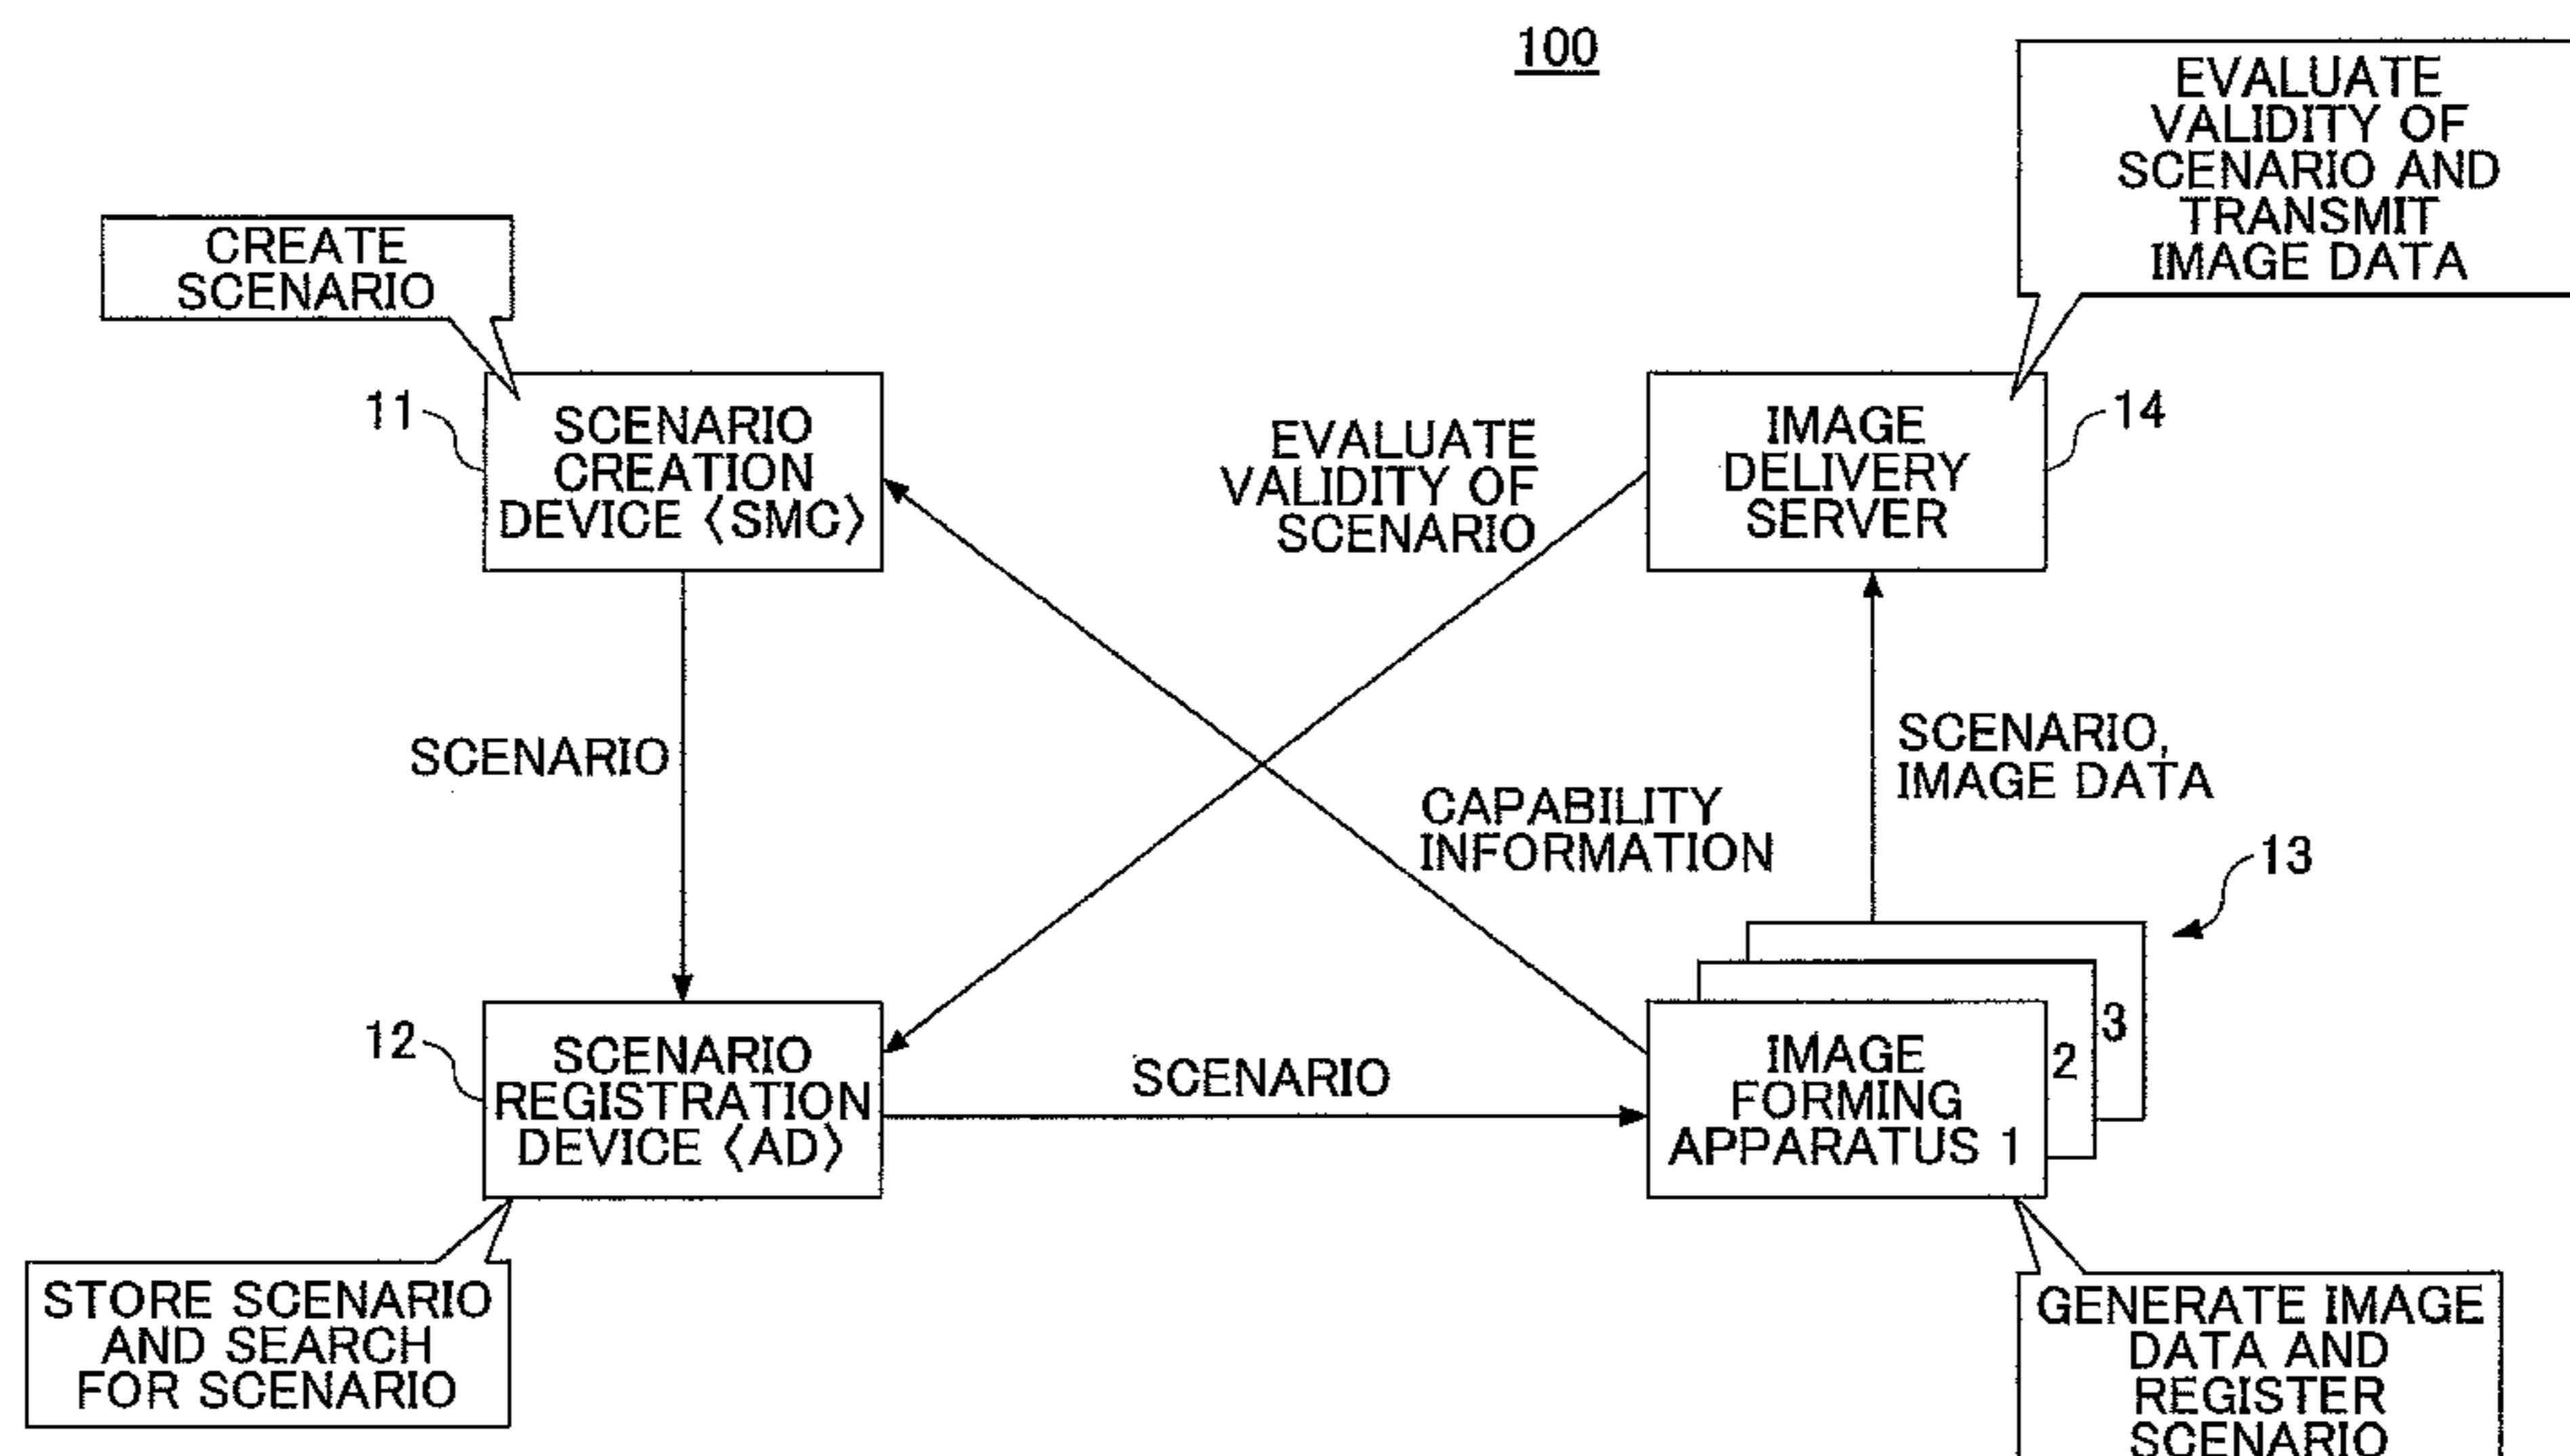 100
EVALUATE
VALIDITY OF
SCENARIO AND
TRANSMIT
IMAGE DATA
CREATE
SCENARIO
11
SCENARIO
CREATION
DEVICE 〈SMC〉
EVALUATE
VALIDITY OF
SCENARIO
IMAGE
DELIVERY
SERVER
14
SCENARIO
CAPABILITY
INFORMATION
SCENARIO,
IMAGE DATA
13
12
SCENARIO
REGISTRATION
DEVICE 〈AD〉
SCENARIO
IMAGE
FORMING
APPARATUS 1
2
3
STORE SCENARIO
AND SEARCH
FOR SCENARIO
GENERATE IMAGE
DATA AND
REGISTER
SCENARIO